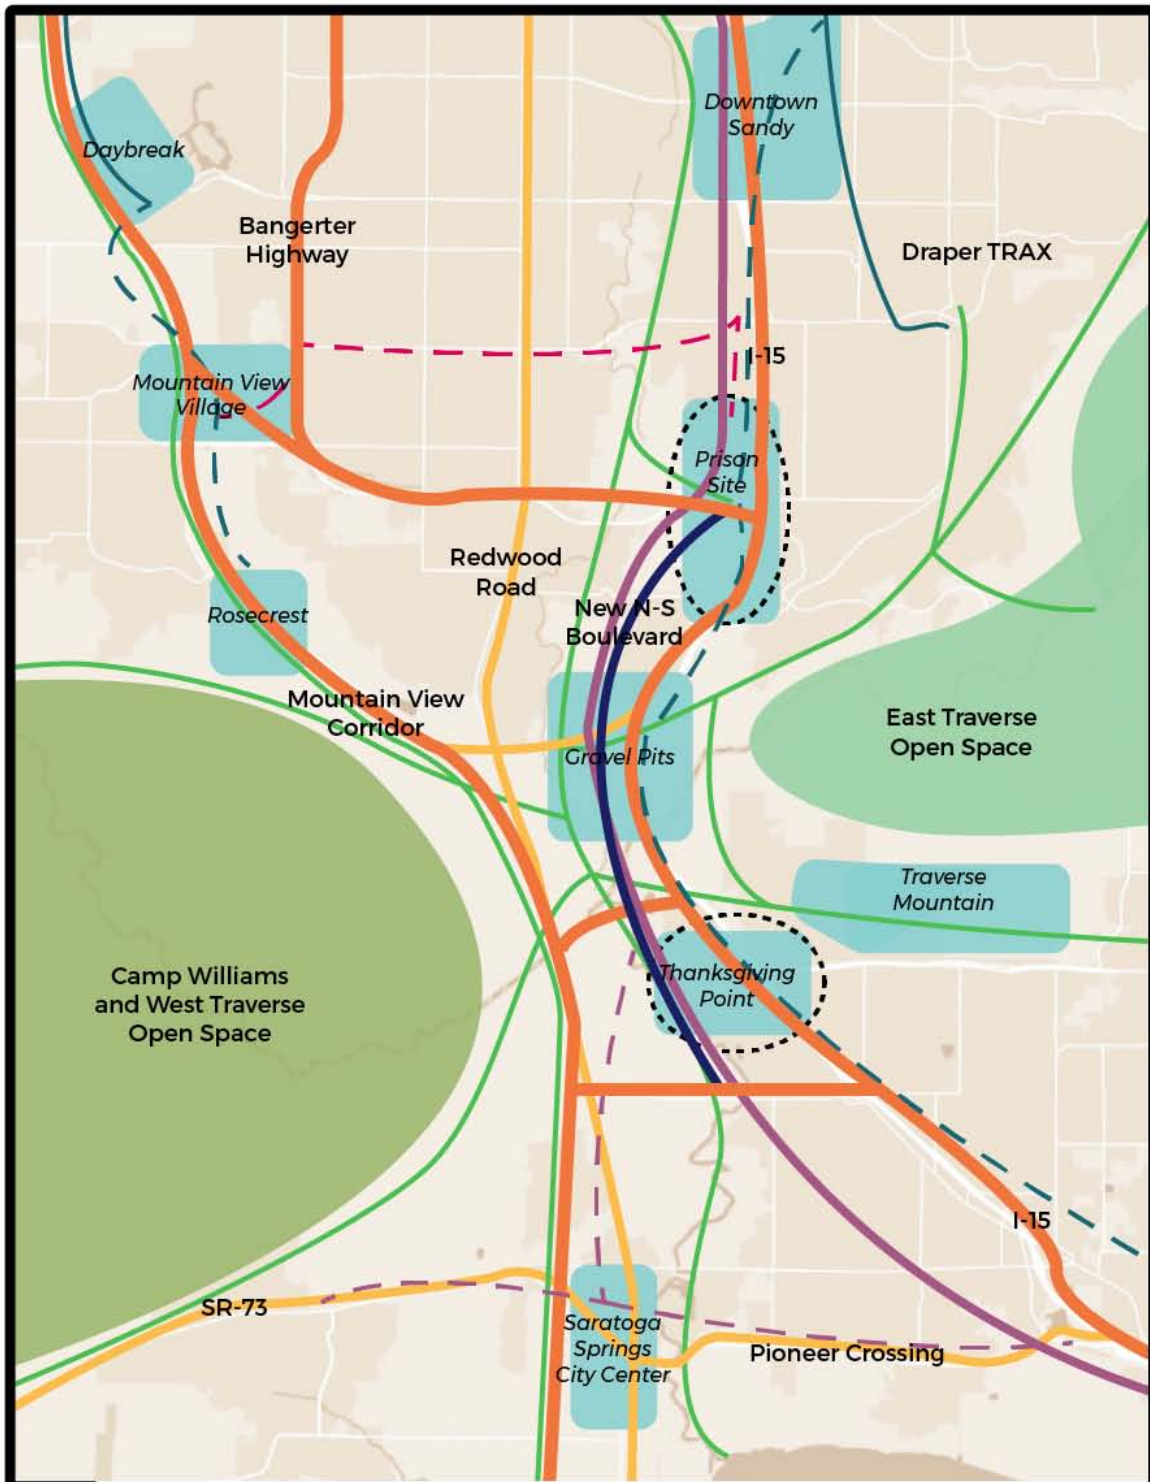 Downtown
Sandy
Daybreak
Bangerter
Highway
Draper TRAX
I-15
Mountain View
Village
Prison
Site
Redwood
Road
New N-S
Boulevard
Rosecrest
Mountain View
Corridor
East Traverse
Open Space
Gravel Pits
Traverse
Mountain
Camp Williams
and West Traverse
Open Space
Thanksgiving
Point
I-15
SR-73
Saratoga
Springs
City Center
Pioneer Crossing